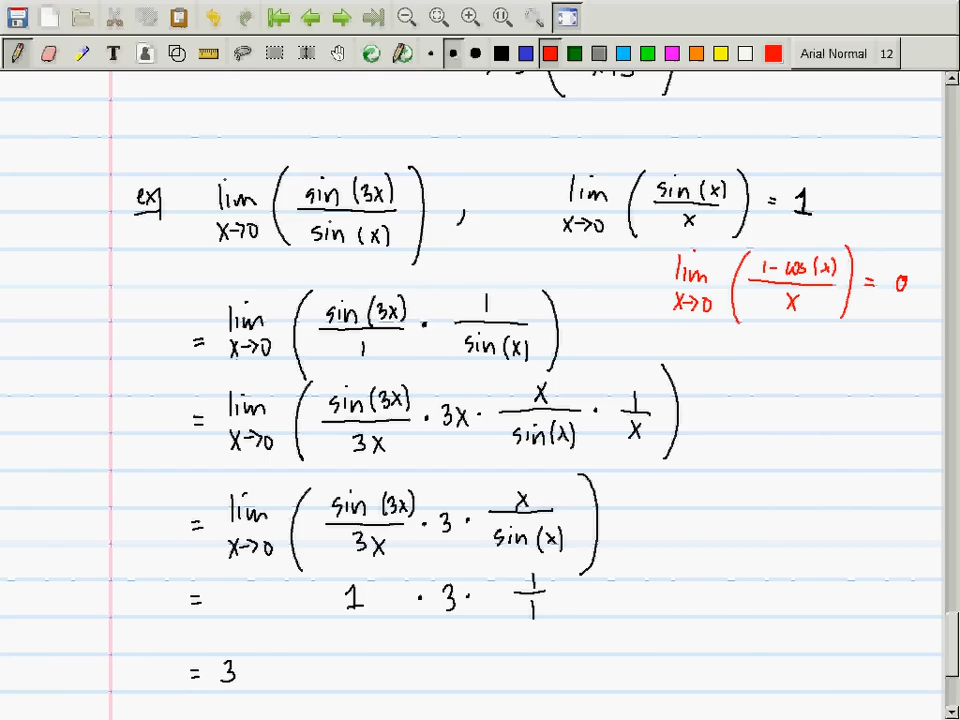 Arial Normal 12
x+3
ex lim x→0 ( sin (3x) / sin (x) ) , lim x→0 ( sin (x) / x ) = 1
lim x→0 ( 1 - cos (x) / x ) = 0
= lim x→0 ( sin (3x) / 1 · 1 / sin (x) )
= lim x→0 ( sin (3x) / 3x · 3x · x / sin (x) · 1 / x )
= lim x→0 ( sin (3x) / 3x · 3 · x / sin (x) )
= 1 · 3 · 1 / 1
= 3